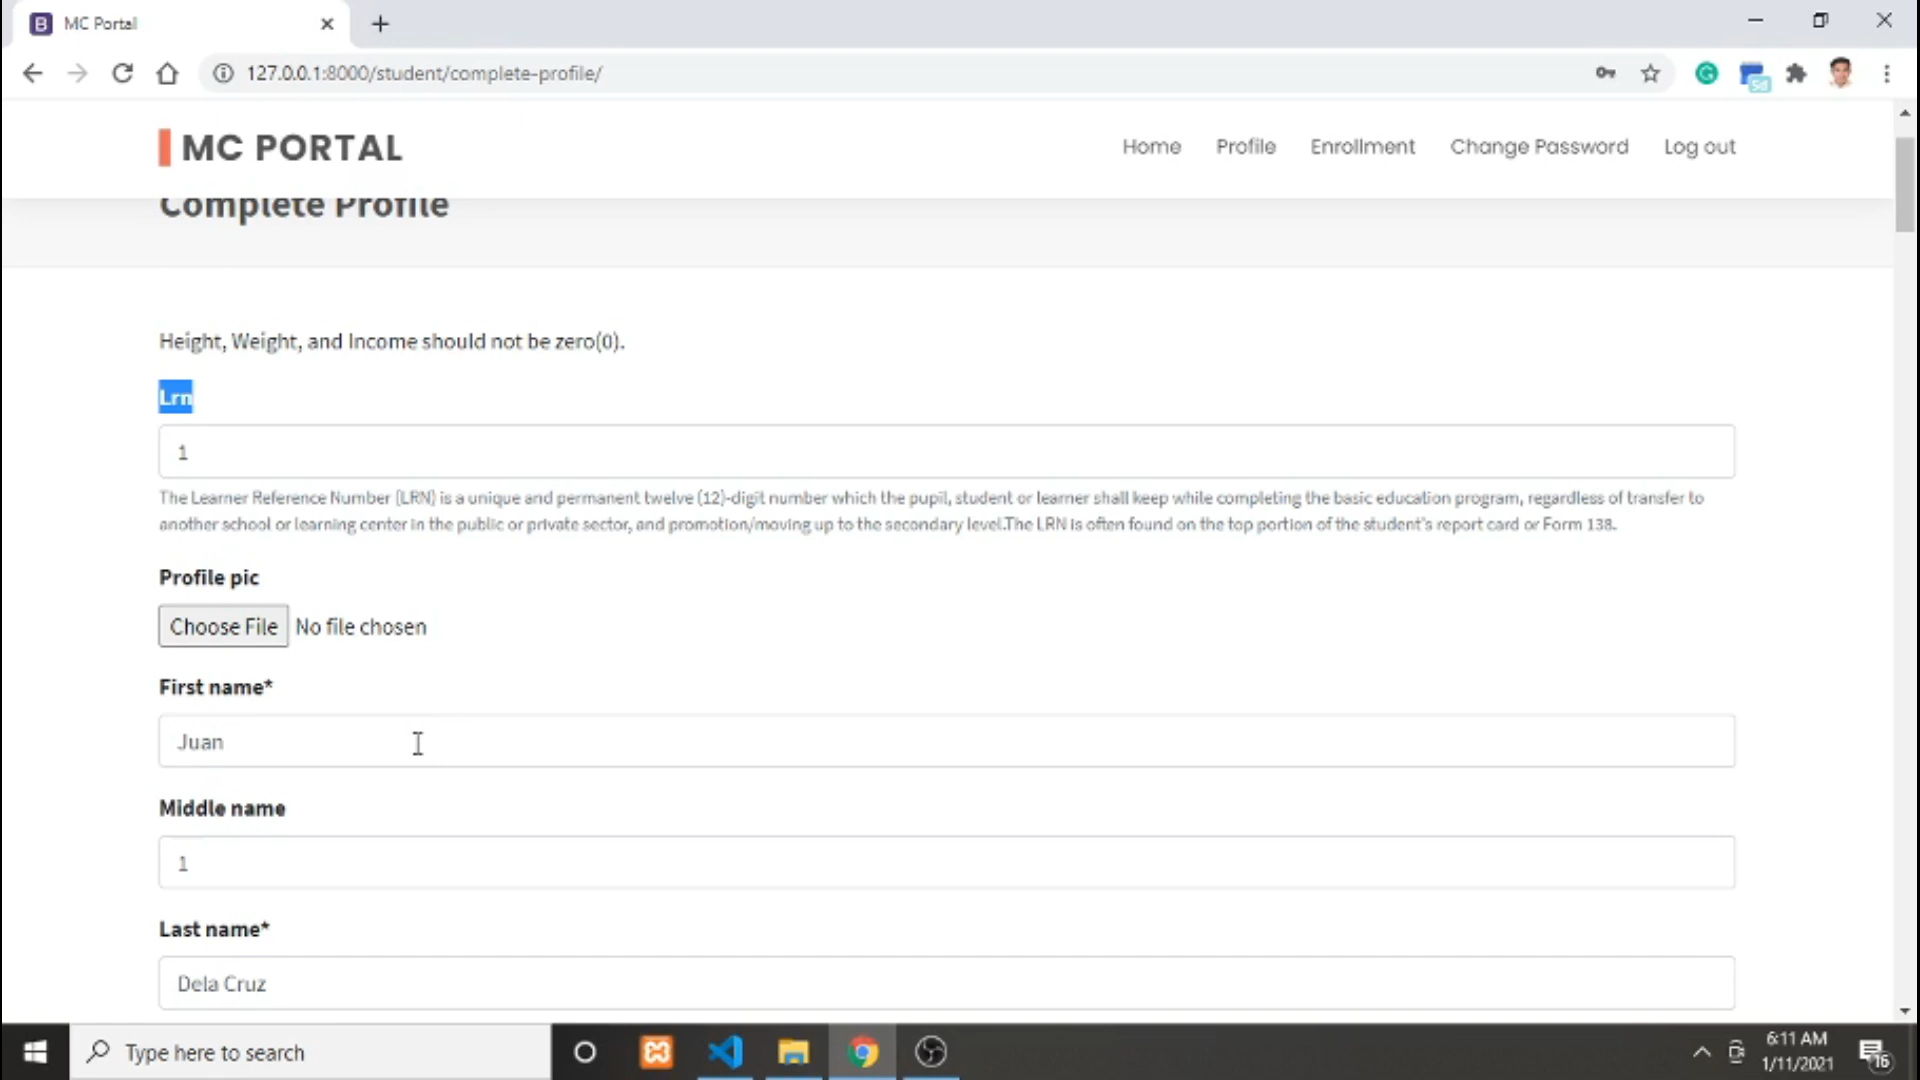 MC Portal
127.0.0.1:8000/student/complete-profile/
MC PORTAL
Home
Profile
Enrollment
Change Password
Log out
Complete Profile
Height, Weight, and Income should not be zero(0).
Lrn
1
The Learner Reference Number (LRN) is a unique and permanent twelve (12)-digit number which the pupil, student or learner shall keep while completing the basic education program, regardless of transfer to
another school or learning center in the public or private sector, and promotion/moving up to the secondary level.The LRN is often found on the top portion of the student's report card or Form 138.
Profile pic
Choose File No file chosen
First name*
Juan
Middle name
1
Last name*
Dela Cruz
Type here to search
6:11 AM
1/11/2021
16